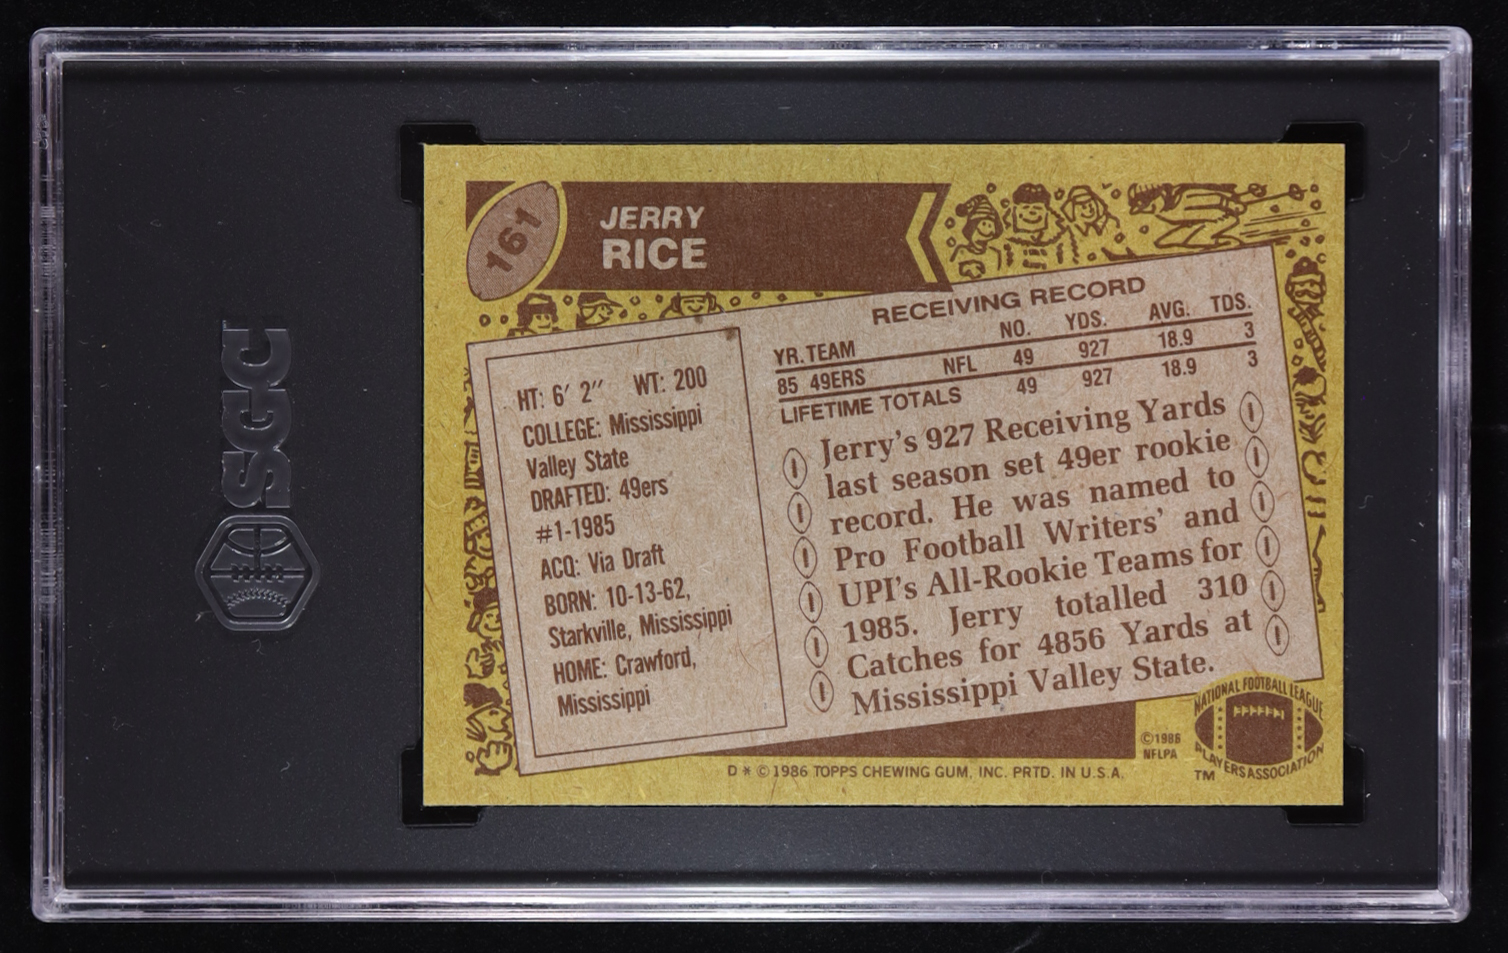 SGC
161
JERRY
RICE
RECEIVING RECORD
YR. TEAM NO. YDS. AVG. TDS.
85 49ERS NFL 49 927 18.9 3
LIFETIME TOTALS 49 927 18.9 3
HT: 6′ 2″ WT: 200
COLLEGE: Mississippi
Valley State
DRAFTED: 49ers
#1-1985
ACQ: Via Draft
BORN: 10-13-62,
Starkville, Mississippi
HOME: Crawford,
Mississippi
Jerry's 927 Receiving Yards
last season set 49er rookie
record. He was named to
Pro Football Writers' and
UPI's All-Rookie Teams for
1985. Jerry totalled 310
Catches for 4856 Yards at
Mississippi Valley State.
NATIONAL FOOTBALL LEAGUE
PLAYERS ASSOCIATION
TM
©1986
NFLPA
D * © 1986 TOPPS CHEWING GUM, INC. PRTD. IN U.S.A.